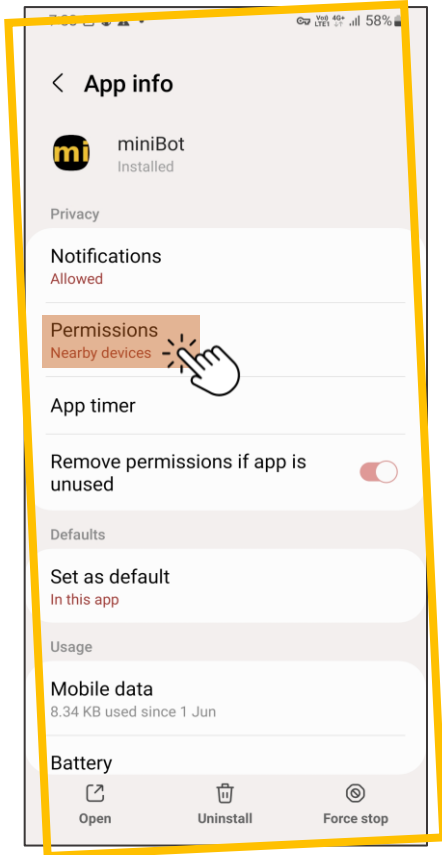 58%
App info
mi
miniBot
Installed
Privacy
Notifications
Allowed
Permissions
Nearby devices
App timer
Remove permissions if app is
unused
Defaults
Set as default
In this app
Usage
Mobile data
8.34 KB used since 1 Jun
Battery
Open Uninstall Force stop